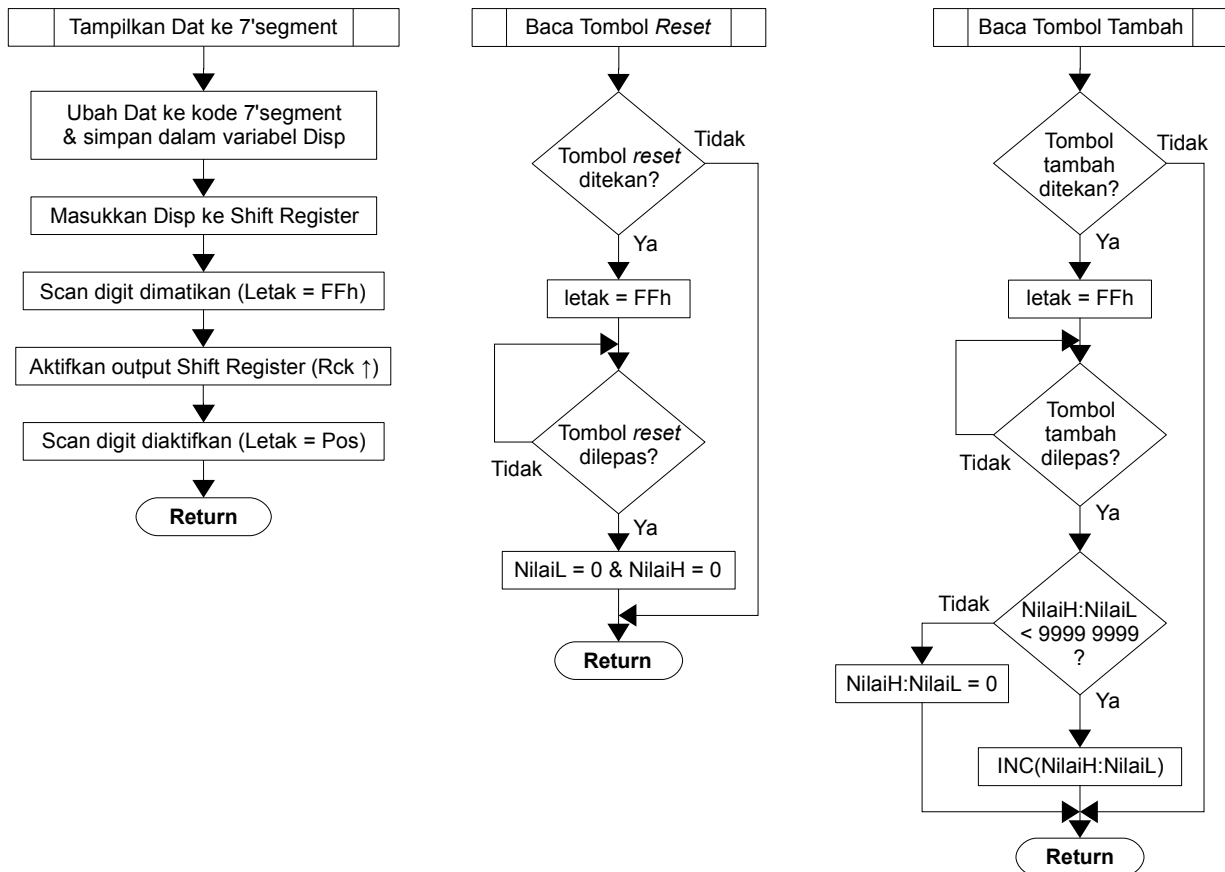 Tampilkan Dat ke 7'segment
Ubah Dat ke kode 7'segment
& simpan dalam variabel Disp
Masukkan Disp ke Shift Register
Scan digit dimatikan (Letak = FFh)
Aktifkan output Shift Register (Rck ↑)
Scan digit diaktifkan (Letak = Pos)
Return
Baca Tombol Reset
Tombol reset
ditekan?
Tidak
Ya
letak = FFh
Tombol reset
dilepas?
Tidak
Ya
NilaiL = 0 & NilaiH = 0
Return
Baca Tombol Tambah
Tombol
tambah
ditekan?
Tidak
Ya
letak = FFh
Tombol
tambah
dilepas?
Tidak
Ya
NilaiH:NilaiL
< 9999 9999
?
Tidak
NilaiH:NilaiL = 0
Ya
INC(NilaiH:NilaiL)
Return